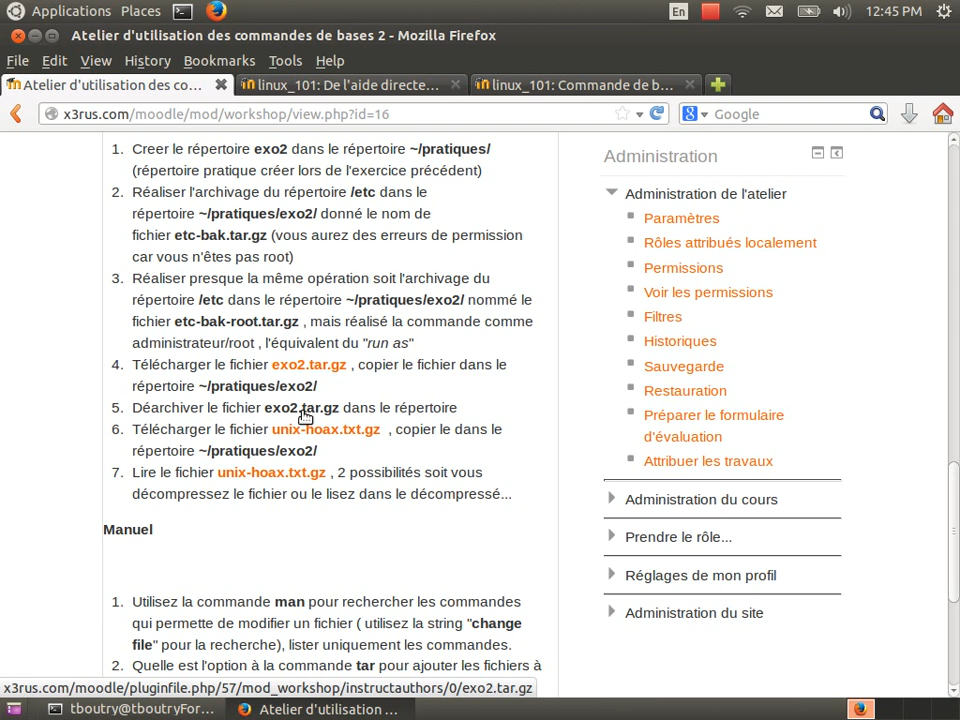 Applications Places En 12:45 PM
Atelier d'utilisation des commandes de bases 2 - Mozilla Firefox
File Edit View History Bookmarks Tools Help
Atelier d'utilisation des co... linux_101: De l'aide directe... linux_101: Commande de b...
x3rus.com/moodle/mod/workshop/view.php?id=16 Google
1. Creer le répertoire exo2 dans le répertoire ~/pratiques/
(répertoire pratique créer lors de l'exercice précédent)
2. Réaliser l'archivage du répertoire /etc dans le
répertoire ~/pratiques/exo2/ donné le nom de
fichier etc-bak.tar.gz (vous aurez des erreurs de permission
car vous n'êtes pas root)
3. Réaliser presque la même opération soit l'archivage du
répertoire /etc dans le répertoire ~/pratiques/exo2/ nommé le
fichier etc-bak-root.tar.gz , mais réalisé la commande comme
administrateur/root , l'équivalent du "run as"
4. Télécharger le fichier exo2.tar.gz , copier le fichier dans le
répertoire ~/pratiques/exo2/
5. Déarchiver le fichier exo2.tar.gz dans le répertoire
6. Télécharger le fichier unix-hoax.txt.gz , copier dans le
répertoire ~/pratiques/exo2/
7. Lire le fichier unix-hoax.txt.gz , 2 possibilités soit vous
décompressez le fichier ou le lisez dans le décompressé...
Manuel
1. Utilisez la commande man pour rechercher les commandes
qui permette de modifier un fichier ( utilisez la string "change
file" pour la recherche), lister uniquement les commandes.
2. Quelle est l'option à la commande tar pour ajouter les fichiers à
Administration
Administration de l'atelier
Paramètres
Rôles attribués localement
Permissions
Voir les permissions
Filtres
Historiques
Sauvegarde
Restauration
Préparer le formulaire
d'évaluation
Attribuer les travaux
Administration du cours
Prendre le rôle...
Réglages de mon profil
Administration du site
x3rus.com/moodle/pluginfile.php/57/mod_workshop/instructauthors/0/exo2.tar.gz
tboutry@tboutryFor... Atelier d'utilisation ...